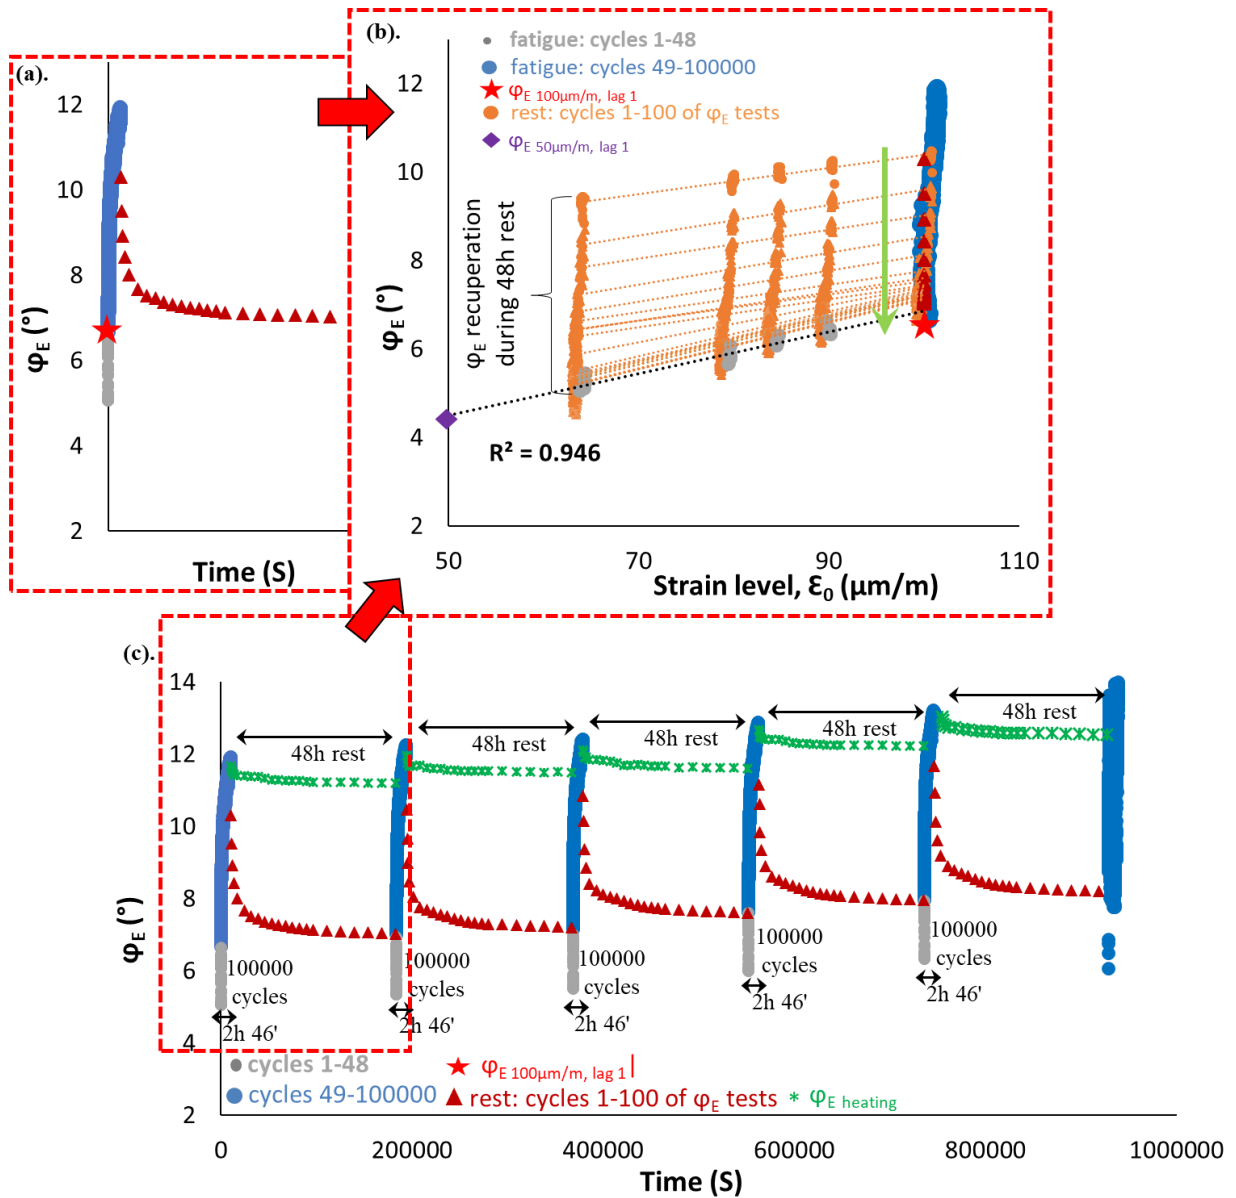 (a).
12
10
8
6
4
2
φE (°)
Time (S)
(b).
fatigue: cycles 1-48
fatigue: cycles 49-100000
φE 100μm/m, lag 1
rest: cycles 1-100 of φE tests
φE 50μm/m, lag 1
12
10
8
6
4
2
φE (°)
φE recuperation
during 48h rest
R² = 0.946
50
70
90
110
Strain level, Ɛ0 (μm/m)
(c).
14
12
10
8
6
4
2
φE (°)
48h rest
48h rest
48h rest
48h rest
48h rest
100000
cycles
2h 46'
100000
cycles
2h 46'
100000
cycles
2h 46'
100000
cycles
2h 46'
100000
cycles
2h 46'
cycles 1-48
φE 100μm/m, lag 1
cycles 49-100000
rest: cycles 1-100 of φE tests
φE heating
0
200000
400000
600000
800000
1000000
Time (S)